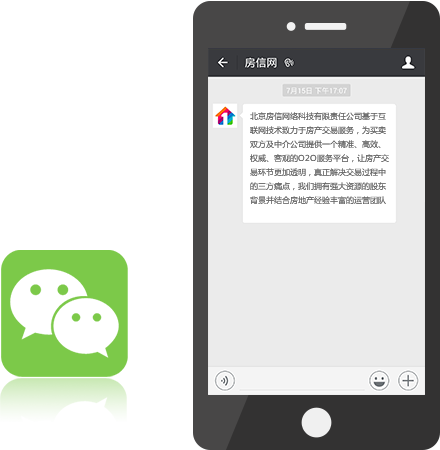 房信网
7月15日 下午17:07
北京房信网络科技有限责任公司基于互
联网技术致力于房产交易服务，为买卖
双方及中介公司提供一个精准、高效、
权威、客观的O2O服务平台，让房产交
易环节更加透明，真正解决交易过程中
的三方痛点，我们拥有强大资源的股东
背景并结合房地产经验丰富的运营团队